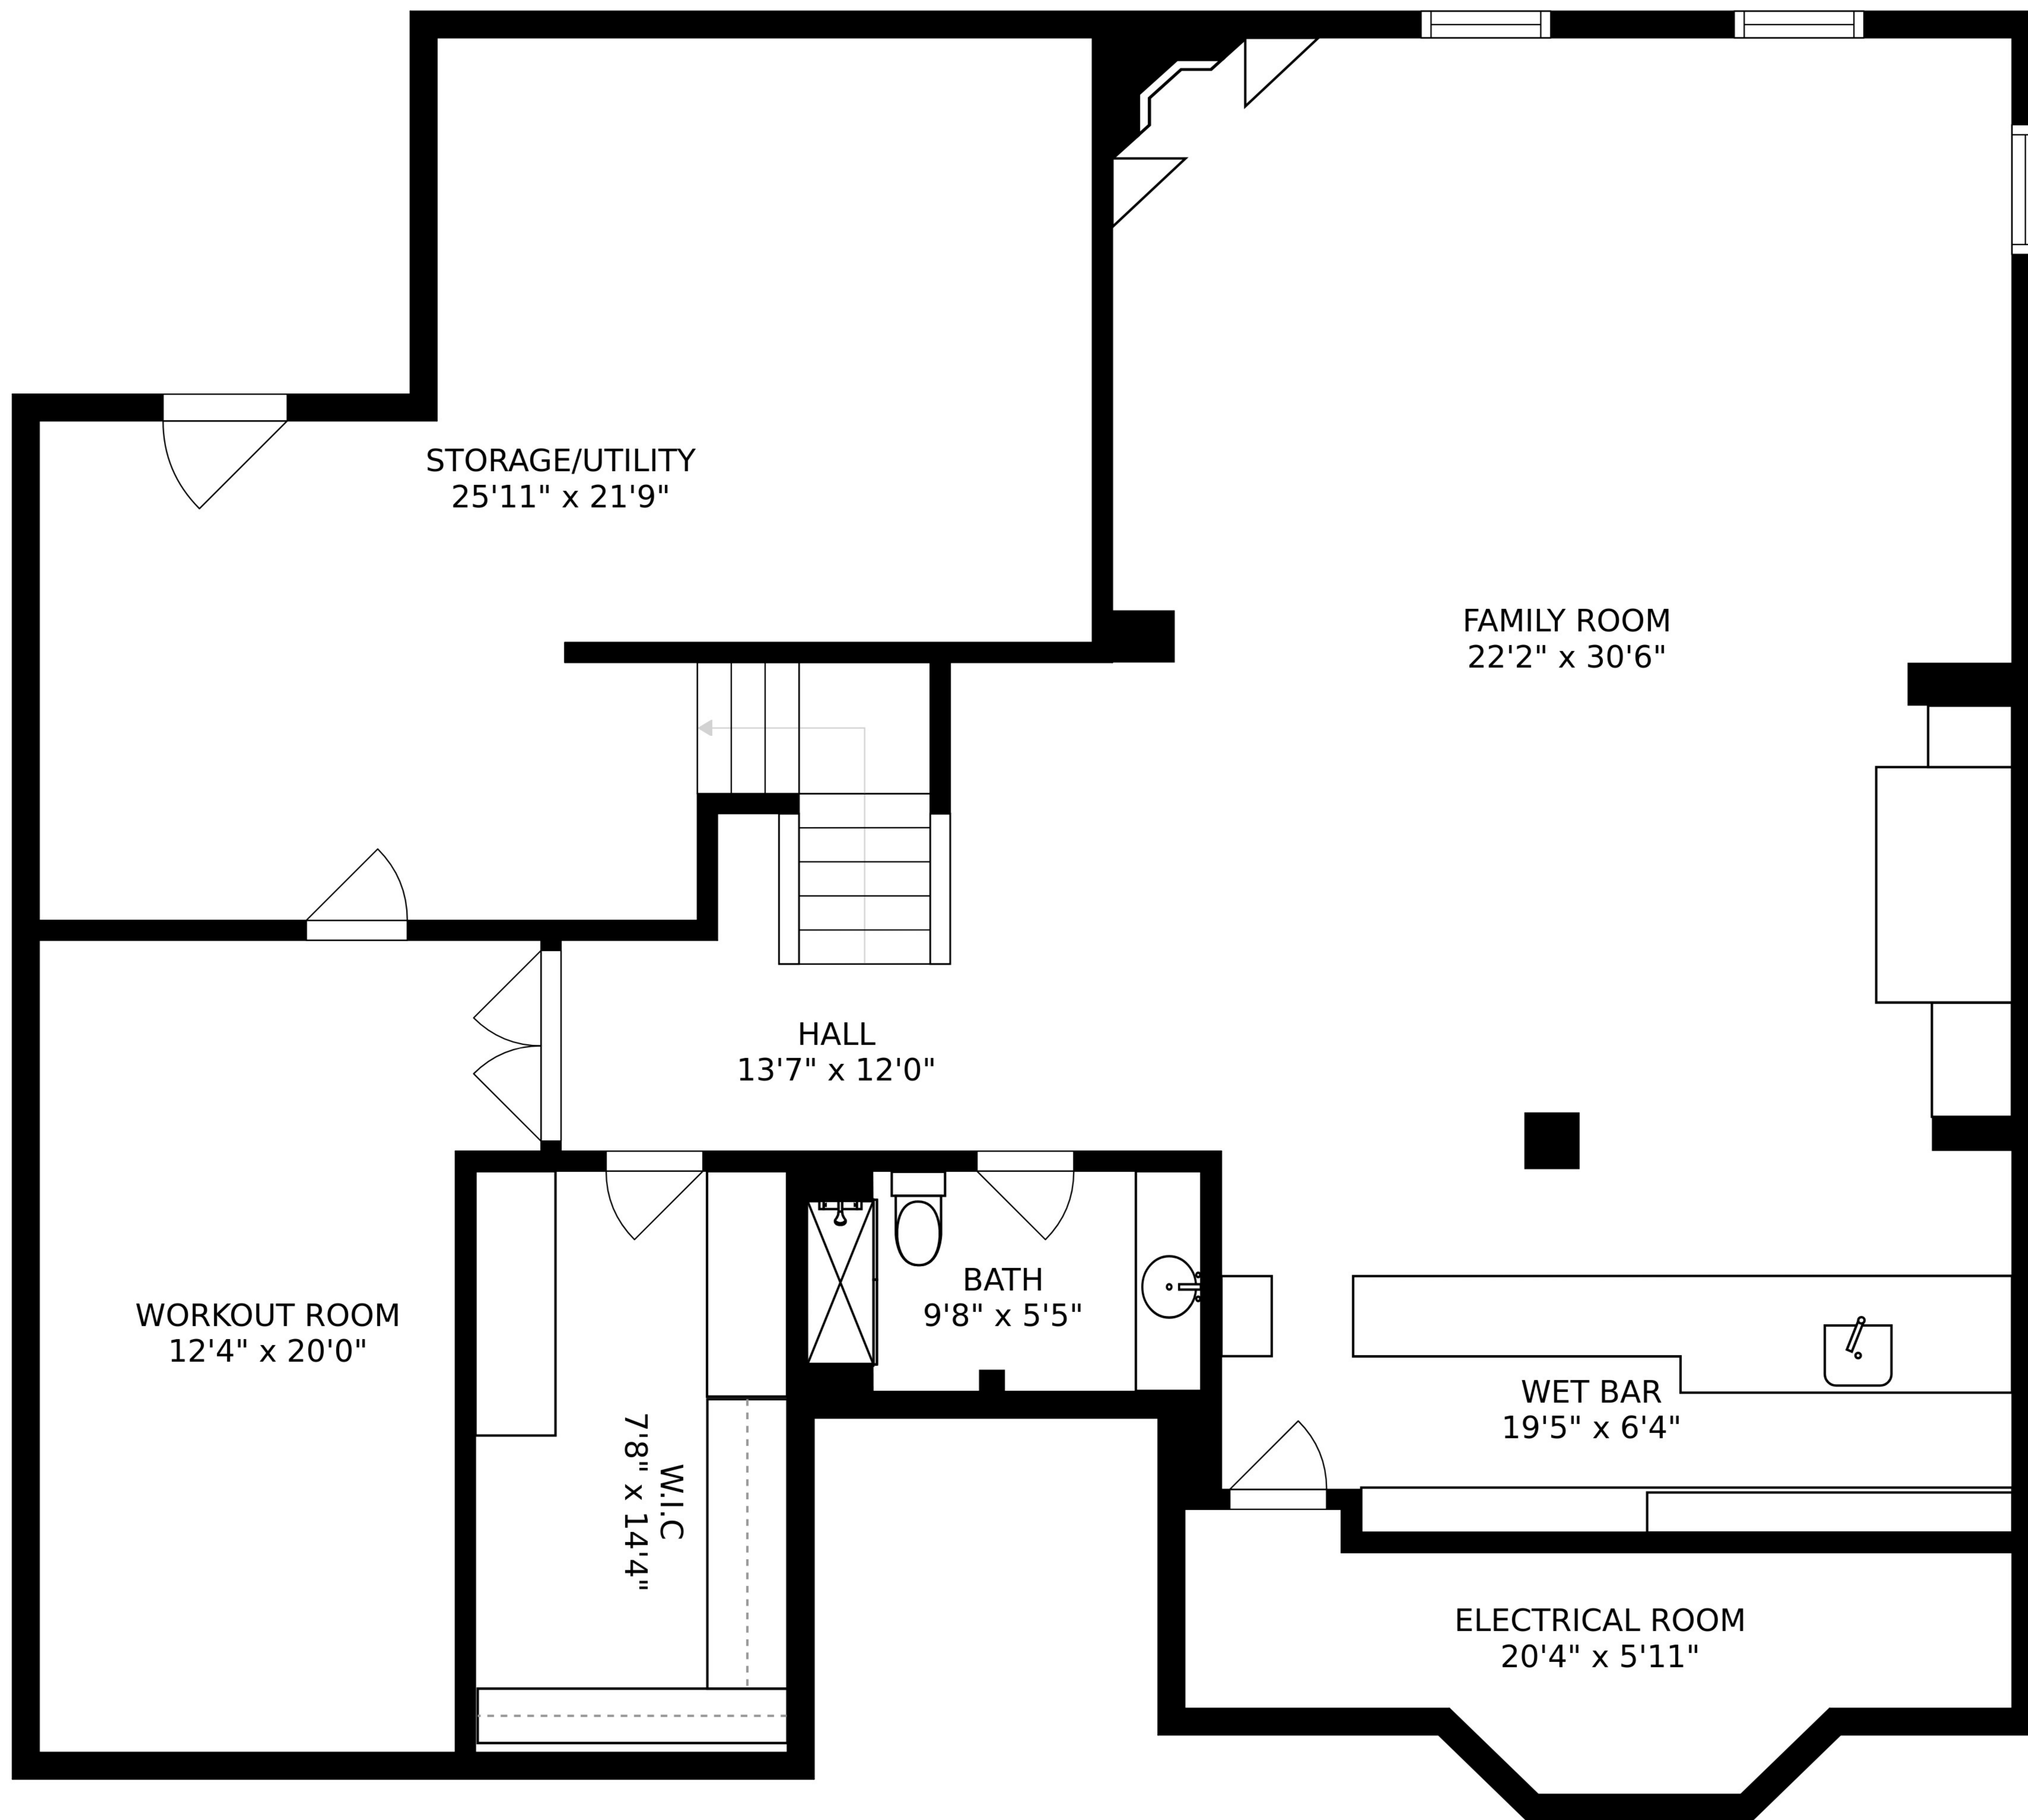 STORAGE/UTILITY
25'11" x 21'9"
FAMILY ROOM
22'2" x 30'6"
HALL
13'7" x 12'0"
BATH
9'8" x 5'5"
WORKOUT ROOM
12'4" x 20'0"
WET BAR
19'5" x 6'4"
W.I.C
7'8" x 14'4"
ELECTRICAL ROOM
20'4" x 5'11"